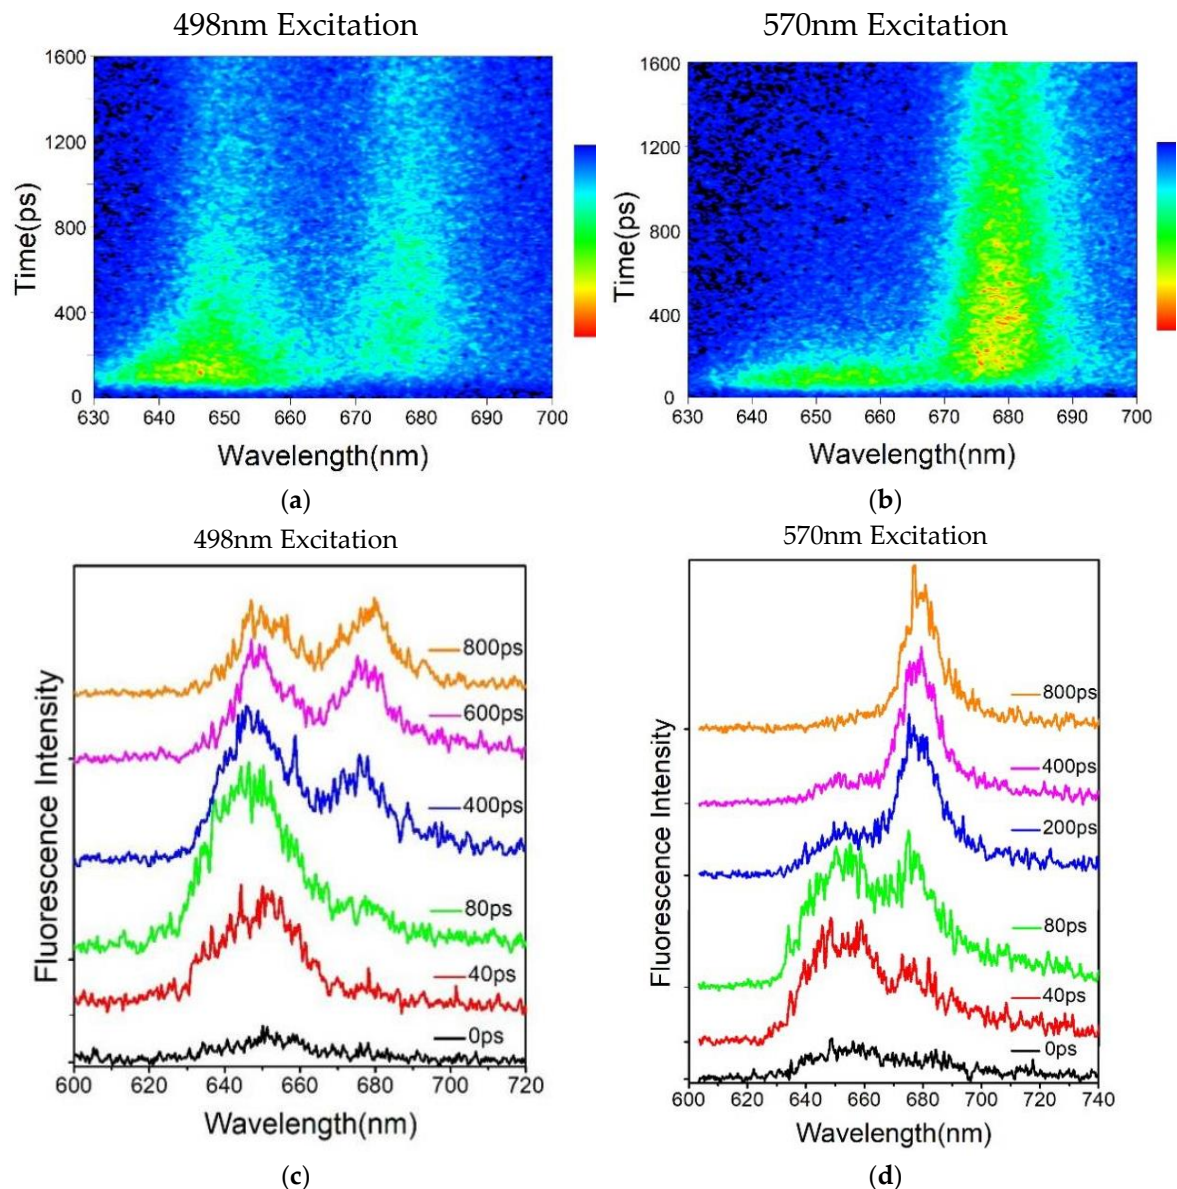 498nm Excitation
570nm Excitation
1600
1200
800
400
0
Time(ps)
630 640 650 660 670 680 690 700
Wavelength(nm)
(a)
1600
1200
800
400
0
Time(ps)
630 640 650 660 670 680 690 700
Wavelength(nm)
(b)
498nm Excitation
Fluorescence Intensity
800ps
600ps
400ps
80ps
40ps
0ps
600 620 640 660 680 700 720
Wavelength(nm)
(c)
570nm Excitation
Fluorescence Intensity
800ps
400ps
200ps
80ps
40ps
0ps
600 620 640 660 680 700 720 740
Wavelength(nm)
(d)